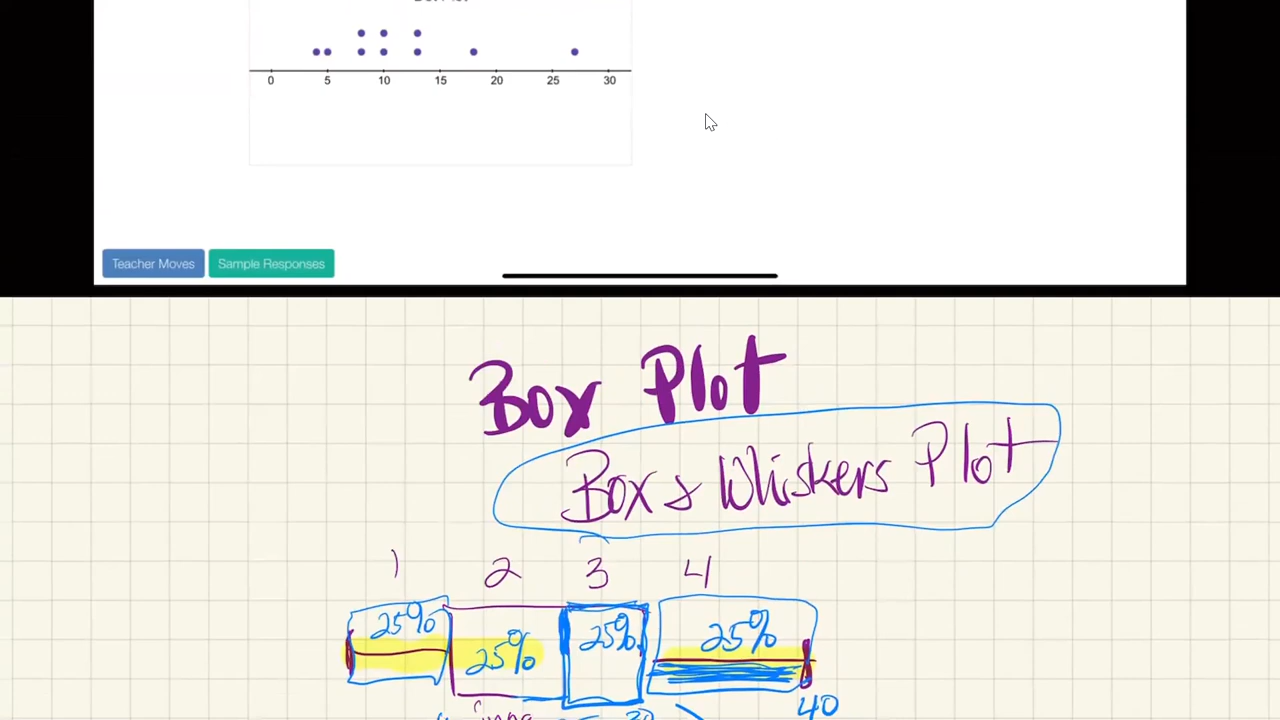 0 5 10 15 20 25 30
Teacher Moves Sample Responses
Box Plot
Box & Whiskers Plot
1 2 3 4
25% 25% 25% 25%
30 40